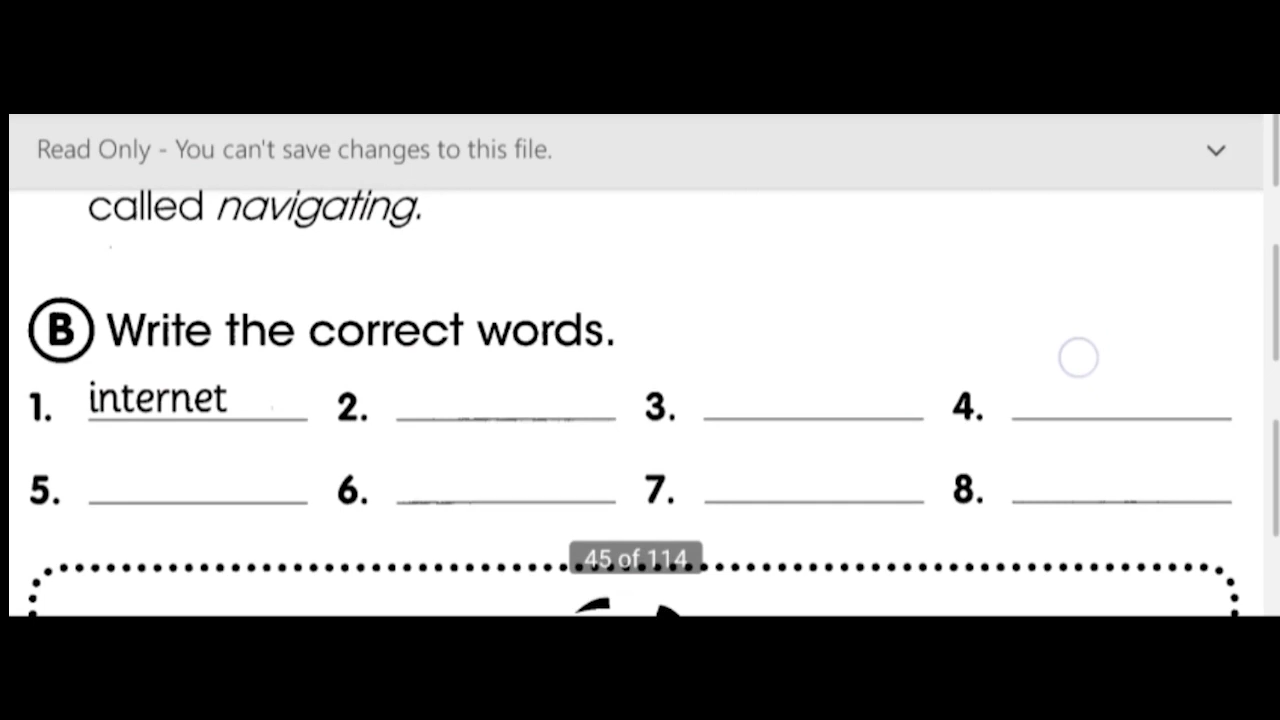 Read Only - You can't save changes to this file.
called navigating.
B Write the correct words.
1. internet 2. 3. 4.
5. 6. 7. 8.
45 of 114